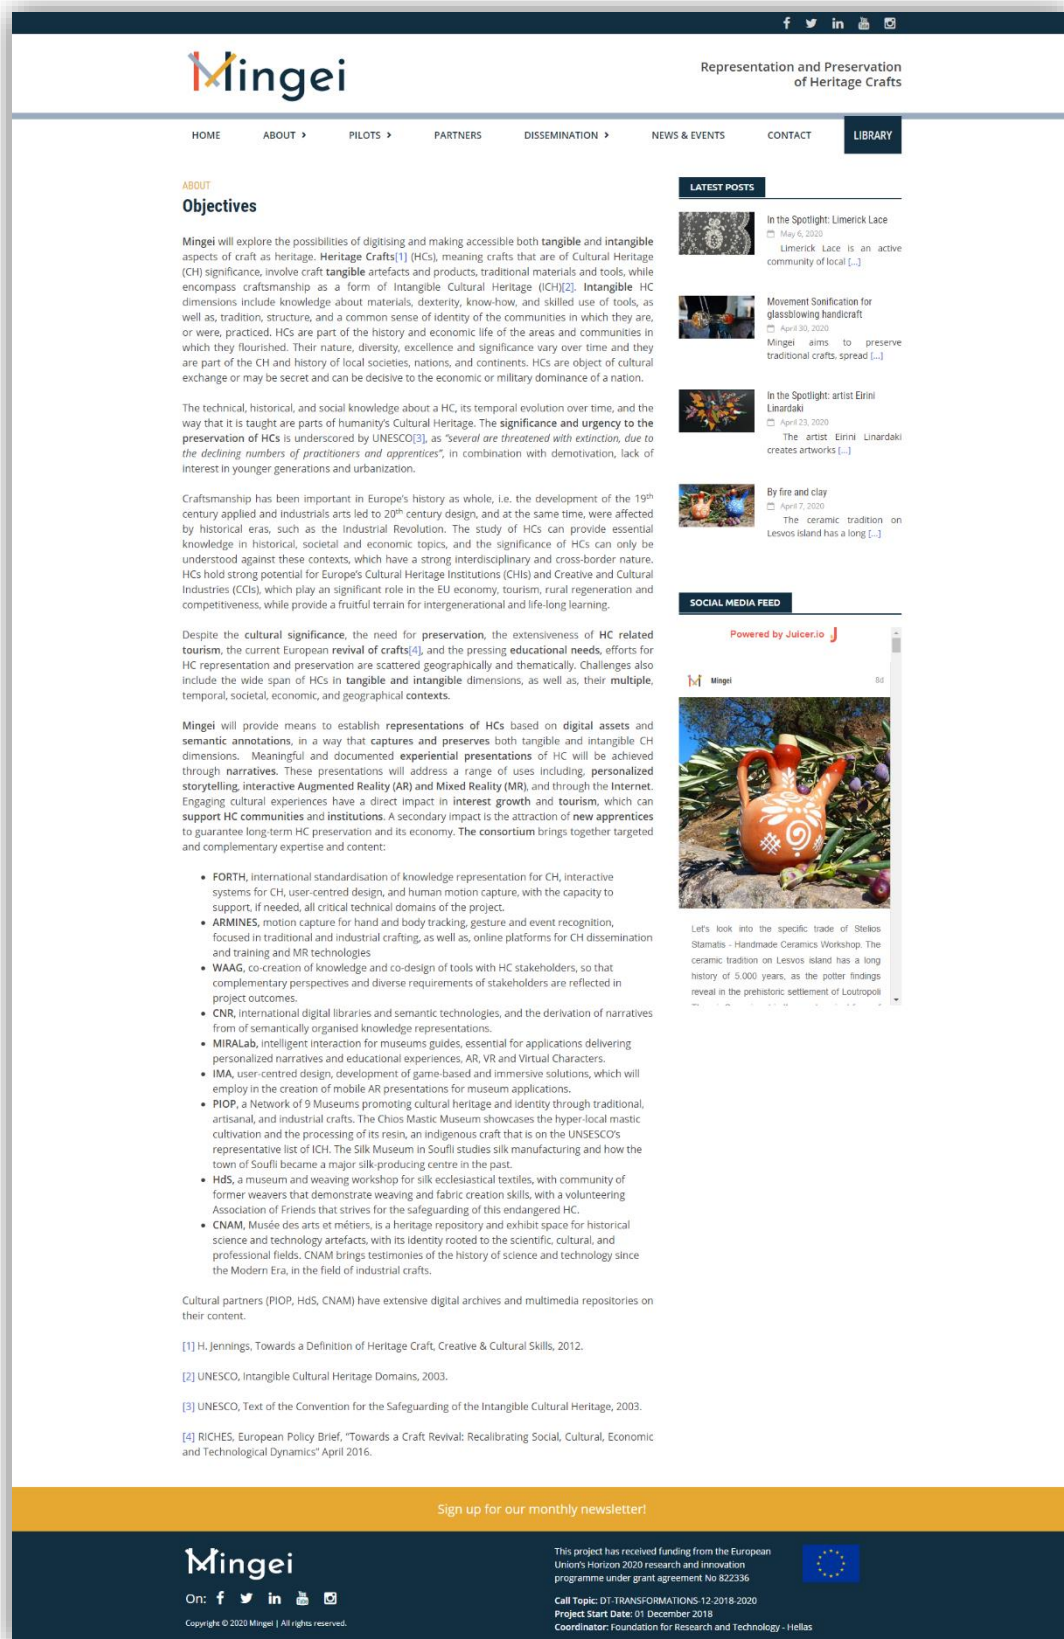 Mingei
Representation and Preservation
of Heritage Crafts
HOME ABOUT > PILOTS > PARTNERS DISSEMINATION > NEWS & EVENTS CONTACT LIBRARY
ABOUT
Objectives
Mingei will explore the possibilities of digitising and making accessible both tangible and intangible
aspects of craft as heritage. Heritage Crafts[1] (HCs), meaning crafts that are of Cultural Heritage
(CH) significance, involve craft tangible artefacts and products, traditional materials and tools, while
encompass craftsmanship as a form of Intangible Cultural Heritage (ICH)[2]. Intangible HC
dimensions include knowledge about materials, dexterity, know-how, and skilled use of tools, as
well as, tradition, structure, and a common sense of identity of the communities in which they are,
or were, practiced. HCs are part of the history and economic life of the areas and communities in
which they flourished. Their nature, diversity, excellence and significance vary over time and they
are part of the CH and history of local societies, nations, and continents. HCs are object of cultural
exchange or may be secret and can be decisive to the economic or military dominance of a nation.
The technical, historical, and social knowledge about a HC, its temporal evolution over time, and the
way that it is taught are parts of humanity's Cultural Heritage. The significance and urgency to the
preservation of HCs is underscored by UNESCO[3], as "several are threatened with extinction, due to
the declining numbers of practitioners and apprentices", in combination with demotivation, lack of
interest in younger generations and urbanization.
Craftsmanship has been important in Europe's history as whole, i.e. the development of the 19th
century applied and industrials arts led to 20th century design, and at the same time, were affected
by historical eras, such as the Industrial Revolution. The study of HCs can provide essential
knowledge in historical, societal and economic topics, and the significance of HCs can only be
understood against these contexts, which have a strong interdisciplinary and cross-border nature.
HCs hold strong potential for Europe's Cultural Heritage Institutions (CHIs) and Creative and Cultural
Industries (CCIs), which play an significant role in the EU economy, tourism, rural regeneration and
competitiveness, while provide a fruitful terrain for intergenerational and life-long learning.
Despite the cultural significance, the need for preservation, the extensiveness of HC related
tourism, the current European revival of crafts[4], and the pressing educational needs, efforts for
HC representation and preservation are scattered geographically and thematically. Challenges also
include the wide span of HCs in tangible and intangible dimensions, as well as, their multiple,
temporal, societal, economic, and geographical contexts.
Mingei will provide means to establish representations of HCs based on digital assets and
semantic annotations, in a way that captures and preserves both tangible and intangible CH
dimensions. Meaningful and documented experiential presentations of HC will be achieved
through narratives. These presentations will address a range of uses including, personalized
storytelling, interactive Augmented Reality (AR) and Mixed Reality (MR), and through the Internet.
Engaging cultural experiences have a direct impact in interest growth and tourism, which can
support HC communities and institutions. A secondary impact is the attraction of new apprentices
to guarantee long-term HC preservation and its economy. The consortium brings together targeted
and complementary expertise and content:
• FORTH, international standardisation of knowledge representation for CH, interactive
systems for CH, user-centred design, and human motion capture, with the capacity to
support, if needed, all critical technical domains of the project.
• ARMINES, motion capture for hand and body tracking, gesture and event recognition,
focused in traditional and industrial crafting, as well as, online platforms for CH dissemination
and training and MR technologies
• WAAG, co-creation of knowledge and co-design of tools with HC stakeholders, so that
complementary perspectives and diverse requirements of stakeholders are reflected in
project outcomes.
• CNR, international digital libraries and semantic technologies, and the derivation of narratives
from of semantically organised knowledge representations.
• MIRALab, intelligent interaction for museums guides, essential for applications delivering
personalized narratives and educational experiences, AR, VR and Virtual Characters.
• IMA, user-centred design, development of game-based and immersive solutions, which will
employ in the creation of mobile AR presentations for museum applications.
• PIOP, a Network of 9 Museums promoting cultural heritage and identity through traditional,
artisanal, and industrial crafts. The Chios Mastic Museum showcases the hyper-local mastic
cultivation and the processing of its resin, an indigenous craft that is on the UNSESCO's
representative list of ICH. The Silk Museum in Soufli studies silk manufacturing and how the
town of Soufli became a major silk-producing centre in the past.
• HdS, a museum and weaving workshop for silk ecclesiastical textiles, with community of
former weavers that demonstrate weaving and fabric creation skills, with a volunteering
Association of Friends that strives for the safeguarding of this endangered HC.
• CNAM, Musée des arts et métiers, is a heritage repository and exhibit space for historical
science and technology artefacts, with its identity rooted to the scientific, cultural, and
professional fields. CNAM brings testimonies of the history of science and technology since
the Modern Era, in the field of industrial crafts.
Cultural partners (PIOP, HdS, CNAM) have extensive digital archives and multimedia repositories on
their content.
[1] H. Jennings, Towards a Definition of Heritage Craft, Creative & Cultural Skills, 2012.
[2] UNESCO, Intangible Cultural Heritage Domains, 2003.
[3] UNESCO, Text of the Convention for the Safeguarding of the Intangible Cultural Heritage, 2003.
[4] RICHES, European Policy Brief, "Towards a Craft Revival: Recalibrating Social, Cultural, Economic
and Technological Dynamics" April 2016.
LATEST POSTS
In the Spotlight: Limerick Lace
May 6, 2020
Limerick Lace is an active
community of local [...]
Movement Sonification for
glassblowing handicraft
April 30, 2020
Mingei aims to preserve
traditional crafts, spread [...]
In the Spotlight: artist Eirini
Linardaki
April 23, 2020
The artist Eirini Linardaki
creates artworks [...]
By fire and clay
April 7, 2020
The ceramic tradition on
Lesvos island has a long [...]
SOCIAL MEDIA FEED
Powered by Juicer.io
Mingei 8d
Let's look into the specific trade of Stelios
Stamatis - Handmade Ceramics Workshop. The
ceramic tradition on Lesvos island has a long
history of 5.000 years, as the potter findings
reveal in the prehistoric settlement of Loutropoli
Sign up for our monthly newsletter!
Mingei
On:
Copyright © 2020 Mingei | All rights reserved.
This project has received funding from the European
Union's Horizon 2020 research and innovation
programme under grant agreement No 822336
Call Topic: DT-TRANSFORMATIONS-12-2018-2020
Project Start Date: 01 December 2018
Coordinator: Foundation for Research and Technology - Hellas